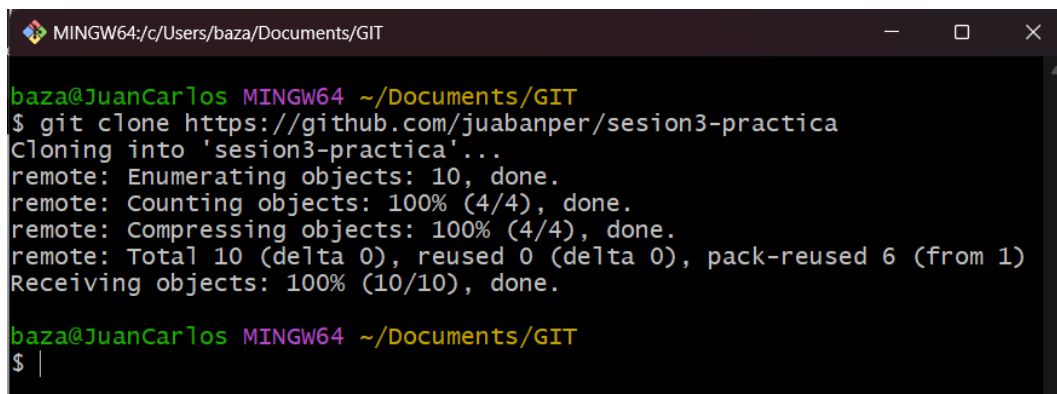 MINGW64:/c/Users/baza/Documents/GIT
baza@JuanCarlos MINGW64 ~/Documents/GIT
$ git clone https://github.com/juabanper/sesion3-practica
Cloning into 'sesion3-practica'...
remote: Enumerating objects: 10, done.
remote: Counting objects: 100% (4/4), done.
remote: Compressing objects: 100% (4/4), done.
remote: Total 10 (delta 0), reused 0 (delta 0), pack-reused 6 (from 1)
Receiving objects: 100% (10/10), done.
baza@JuanCarlos MINGW64 ~/Documents/GIT
$